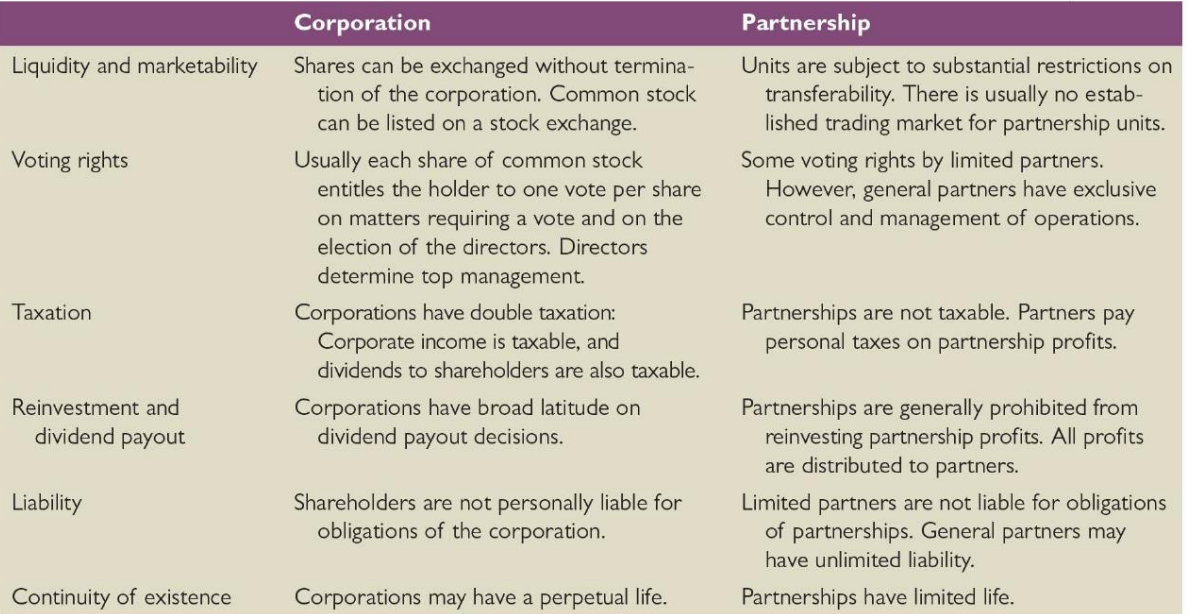 Corporation Partnership
Liquidity and marketability Shares can be exchanged without termina- Units are subject to substantial restrictions on
tion of the corporation. Common stock transferability. There is usually no estab-
can be listed on a stock exchange. lished trading market for partnership units.
Voting rights Usually each share of common stock Some voting rights by limited partners.
entitles the holder to one vote per share However, general partners have exclusive
on matters requiring a vote and on the control and management of operations.
election of the directors. Directors
determine top management.
Taxation Corporations have double taxation: Partnerships are not taxable. Partners pay
Corporate income is taxable, and personal taxes on partnership profits.
dividends to shareholders are also taxable.
Reinvestment and Corporations have broad latitude on Partnerships are generally prohibited from
dividend payout dividend payout decisions. reinvesting partnership profits. All profits
are distributed to partners.
Liability Shareholders are not personally liable for Limited partners are not liable for obligations
obligations of the corporation. of partnerships. General partners may
have unlimited liability.
Continuity of existence Corporations may have a perpetual life. Partnerships have limited life.